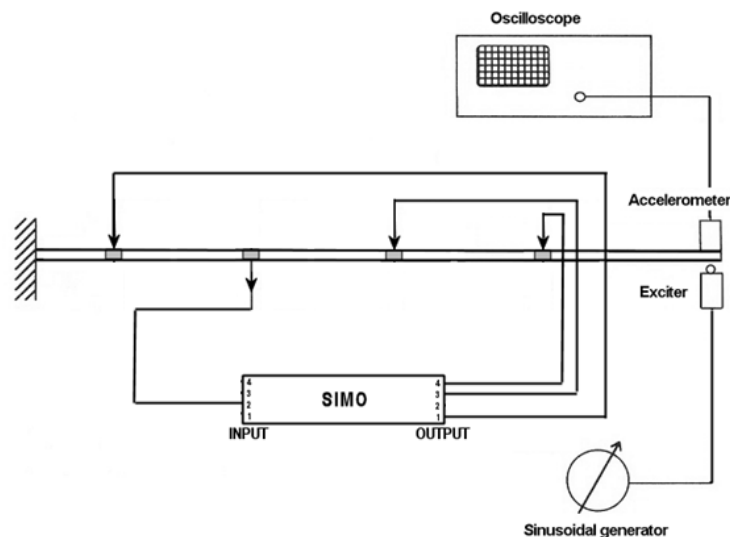 Oscilloscope
Accelerometer
Exciter
4
3
2
1
SIMO
4
3
2
1
INPUT
OUTPUT
Sinusoidal generator